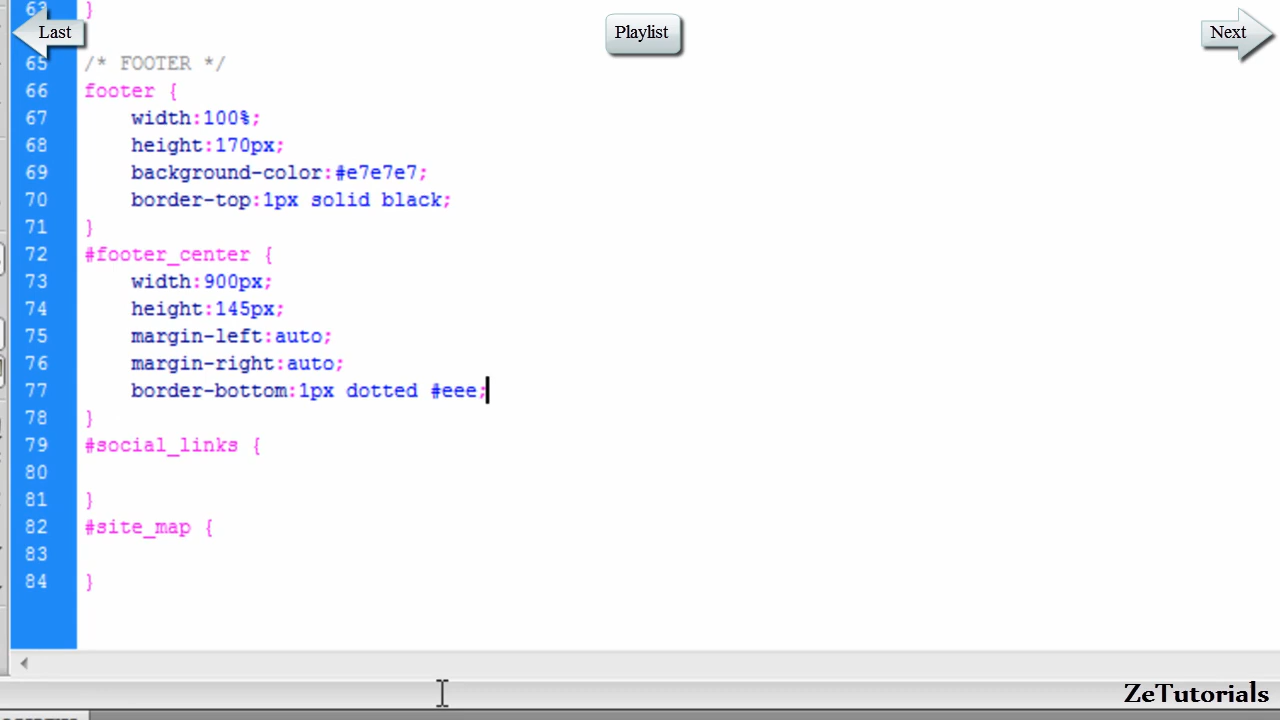 63 }
Last
Playlist
Next
65 /* FOOTER */
66 footer {
67 width:100%;
68 height:170px;
69 background-color:#e7e7e7;
70 border-top:1px solid black;
71 }
72 #footer_center {
73 width:900px;
74 height:145px;
75 margin-left:auto;
76 margin-right:auto;
77 border-bottom:1px dotted #eee;
78 }
79 #social_links {
80
81 }
82 #site_map {
83
84 }
ZeTutorials